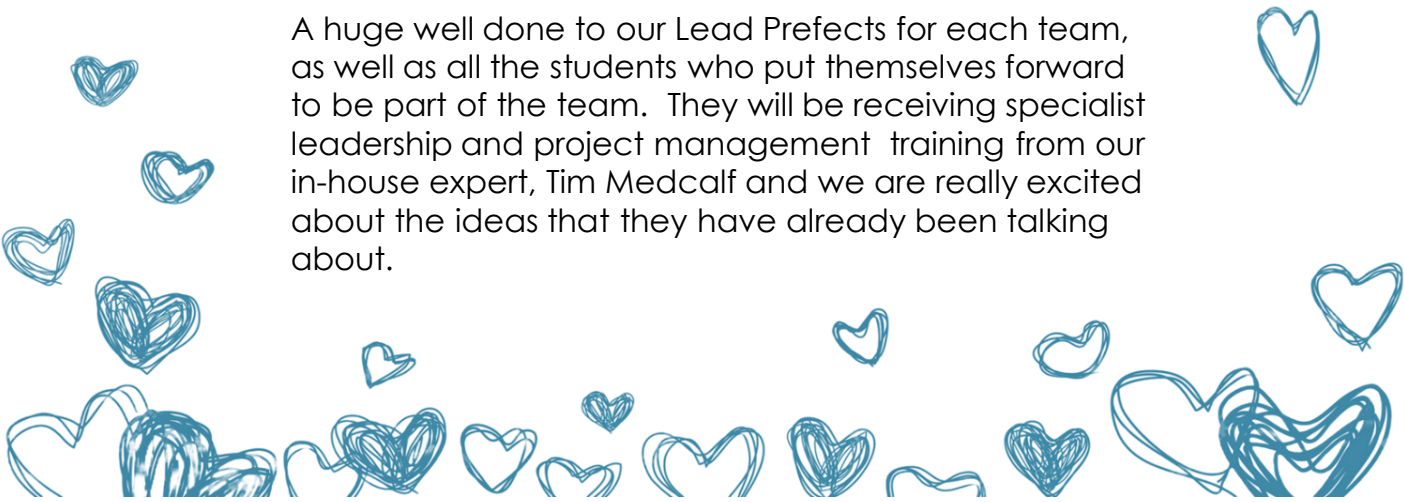 A huge well done to our Lead Prefects for each team,
as well as all the students who put themselves forward
to be part of the team.  They will be receiving specialist
leadership and project management  training from our
in-house expert, Tim Medcalf and we are really excited
about the ideas that they have already been talking
about.